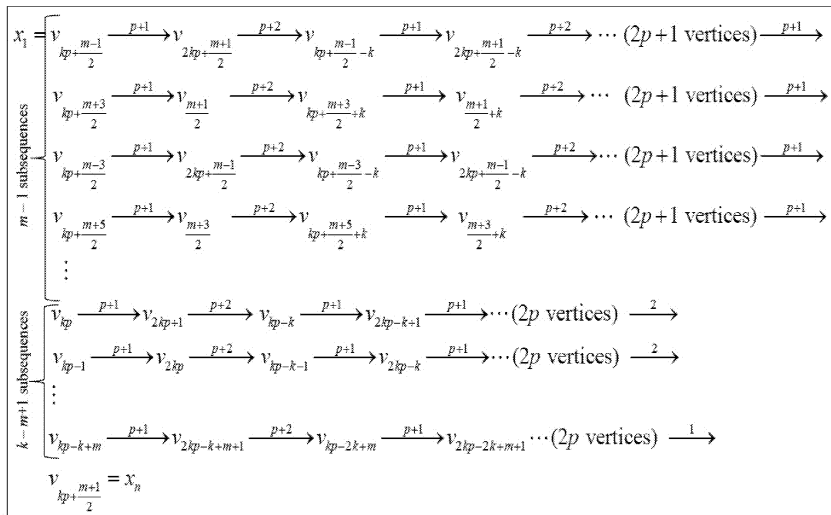 x_1 = v_{kp+\frac{m-1}{2}} \xrightarrow{p+1} v_{2kp+\frac{m+1}{2}} \xrightarrow{p+2} v_{kp+\frac{m-1}{2}-k} \xrightarrow{p+1} v_{2kp+\frac{m+1}{2}-k} \xrightarrow{p+2} ⋯ (2p+1 vertices) \xrightarrow{p+1}
v_{kp+\frac{m+3}{2}} \xrightarrow{p+1} v_{\frac{m+1}{2}} \xrightarrow{p+2} v_{kp+\frac{m+3}{2}+k} \xrightarrow{p+1} v_{\frac{m+1}{2}+k} \xrightarrow{p+2} ⋯ (2p+1 vertices) \xrightarrow{p+1}
m−1 subsequences
v_{kp+\frac{m-3}{2}} \xrightarrow{p+1} v_{2kp+\frac{m-1}{2}} \xrightarrow{p+2} v_{kp+\frac{m-3}{2}-k} \xrightarrow{p+1} v_{2kp+\frac{m-1}{2}-k} \xrightarrow{p+2} ⋯ (2p+1 vertices) \xrightarrow{p+1}
v_{kp+\frac{m+5}{2}} \xrightarrow{p+1} v_{\frac{m+3}{2}} \xrightarrow{p+2} v_{kp+\frac{m+5}{2}+k} \xrightarrow{p+1} v_{\frac{m+3}{2}+k} \xrightarrow{p+2} ⋯ (2p+1 vertices) \xrightarrow{p+1}
⋮
v_{kp} \xrightarrow{p+1} v_{2kp+1} \xrightarrow{p+2} v_{kp-k} \xrightarrow{p+1} v_{2kp-k+1} \xrightarrow{p+1} ⋯ (2p vertices) \xrightarrow{2}
v_{kp-1} \xrightarrow{p+1} v_{2kp} \xrightarrow{p+2} v_{kp-k-1} \xrightarrow{p+1} v_{2kp-k} \xrightarrow{p+1} ⋯ (2p vertices) \xrightarrow{2}
k−m+1 subsequences
⋮
v_{kp-k+m} \xrightarrow{p+1} v_{2kp-k+m+1} \xrightarrow{p+2} v_{kp-2k+m} \xrightarrow{p+1} v_{2kp-2k+m+1} ⋯ (2p vertices) \xrightarrow{1}
v_{kp+\frac{m+1}{2}} = x_n